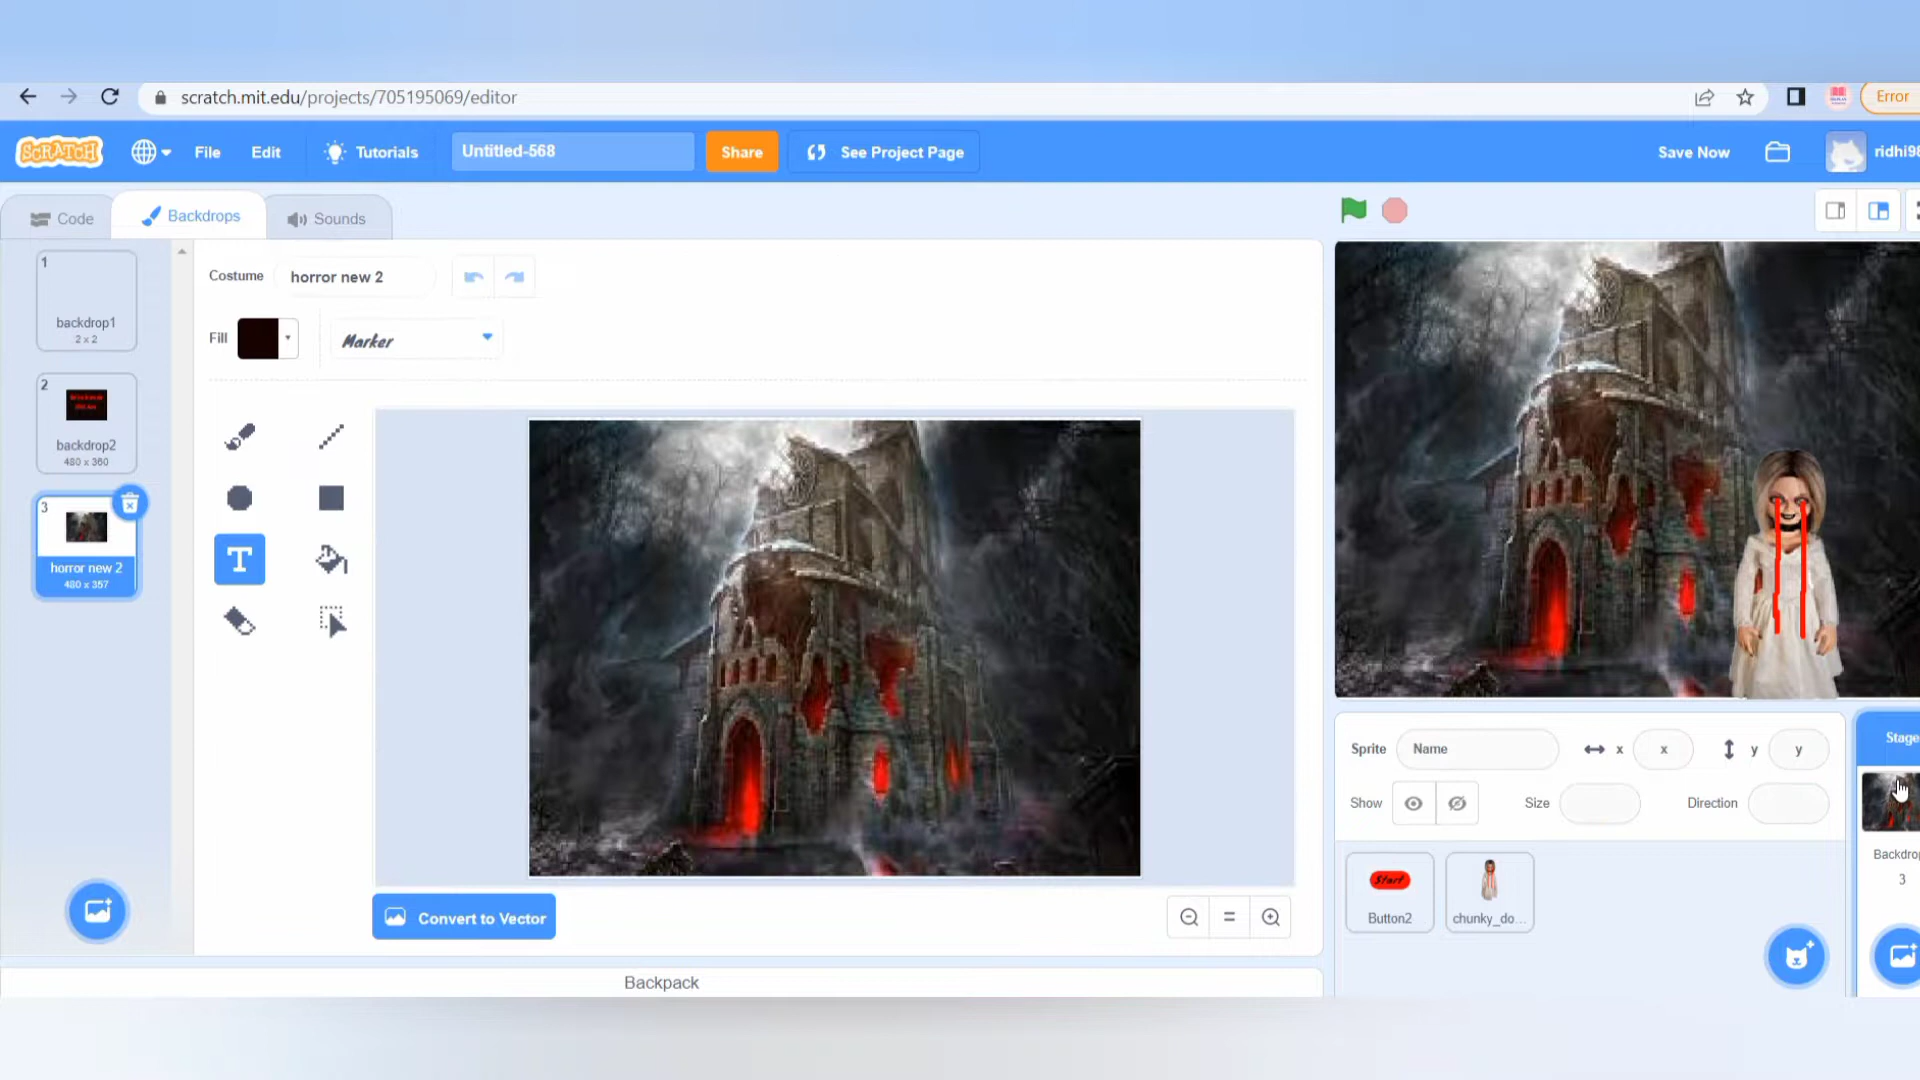 scratch.mit.edu/projects/705195069/editor
Error
SCRATCH
File
Edit
Tutorials
Untitled-568
Share
See Project Page
Save Now
ridhi98
Code
Backdrops
Sounds
1
backdrop1
2 x 2
2
backdrop2
480 x 360
3
horror new 2
480 x 357
Costume
horror new 2
Fill
Marker
T
Convert to Vector
Backpack
Sprite
Name
x
x
y
y
Show
Size
Direction
Start
Button2
chunky_do...
Stage
Backdrop
3